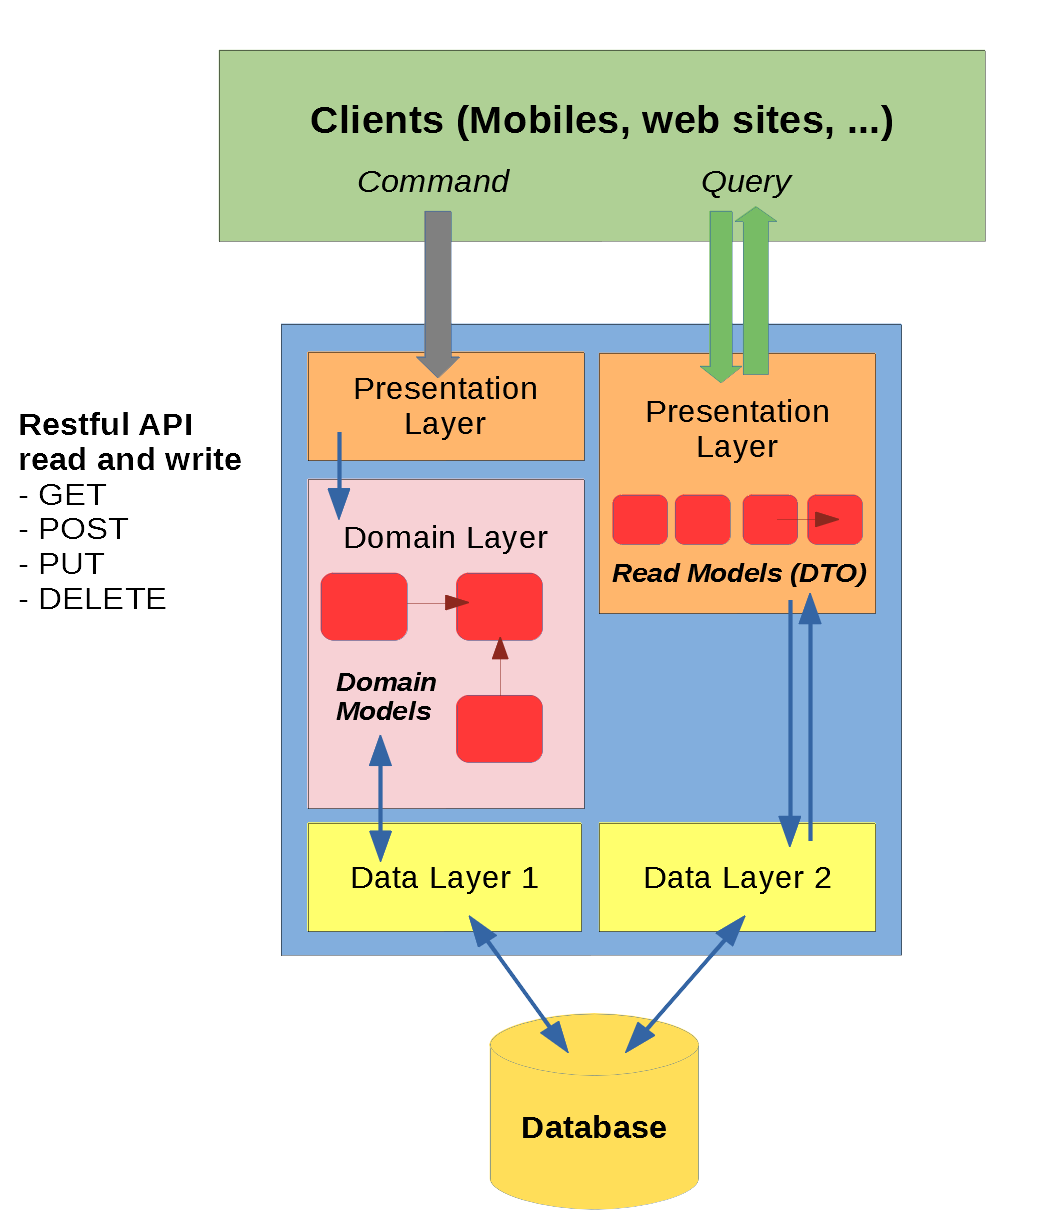 Clients (Mobiles, web sites, ...)
Command
Query
Restful API
read and write
- GET
- POST
- PUT
- DELETE
Presentation
Layer
Domain Layer
Domain
Models
Data Layer 1
Presentation
Layer
Read Models (DTO)
Data Layer 2
Database